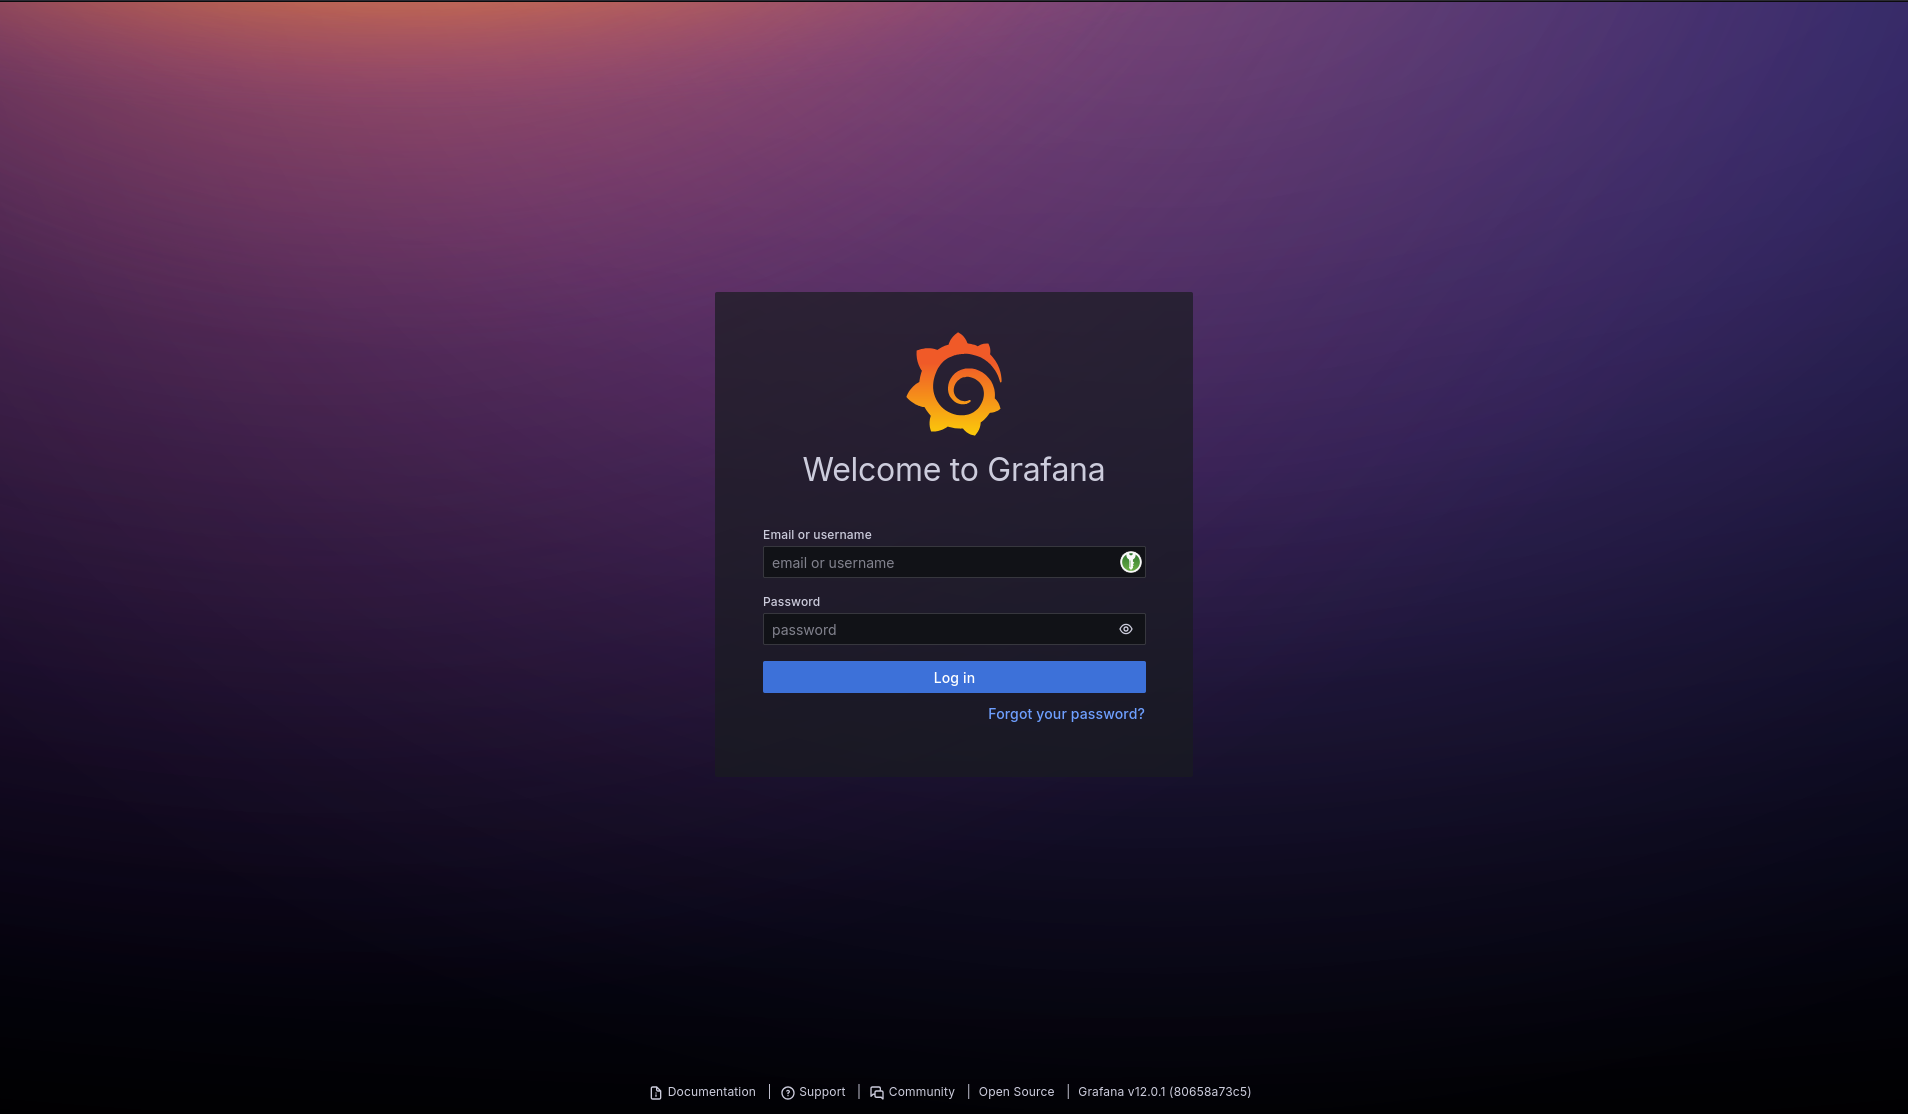 Welcome to Grafana
Email or username
email or username
Password
password
Log in
Forgot your password?
Documentation | Support | Community | Open Source | Grafana v12.0.1 (80658a73c5)